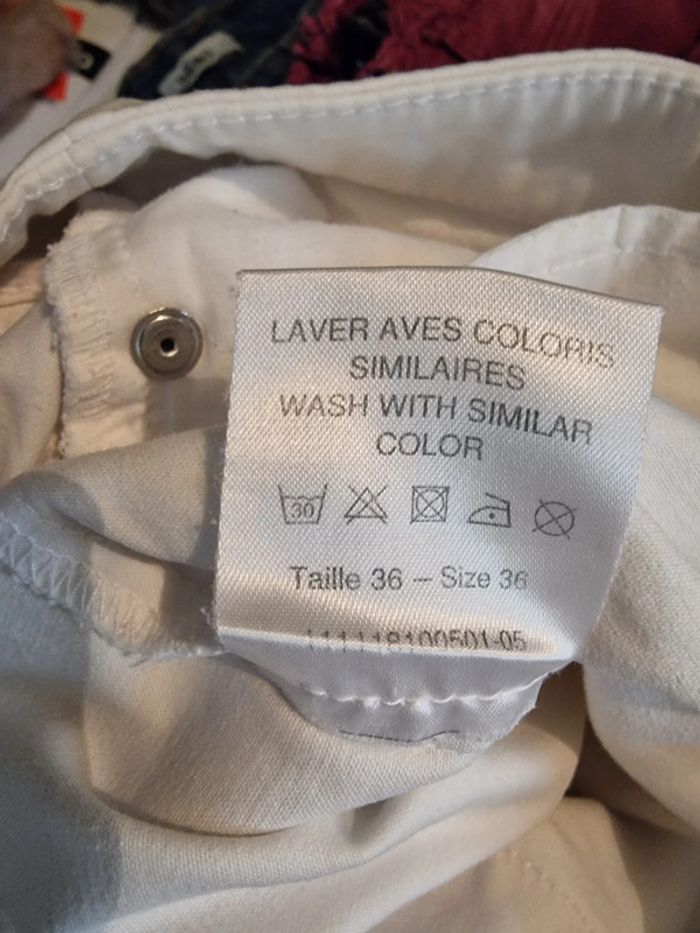 LAVER AVES COLORIS
SIMILAIRES
WASH WITH SIMILAR
COLOR
30
Taille 36 – Size 36